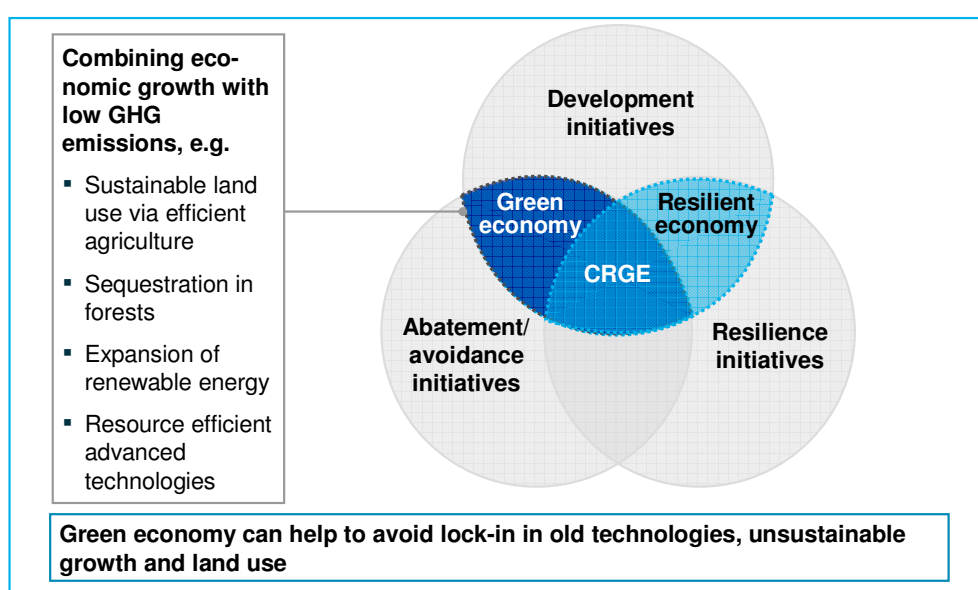 Combining eco-
nomic growth with
low GHG
emissions, e.g.
▪ Sustainable land
use via efficient
agriculture
▪ Sequestration in
forests
▪ Expansion of
renewable energy
▪ Resource efficient
advanced
technologies
Development
initiatives
Green
economy
Resilient
economy
CRGE
Abatement/
avoidance
initiatives
Resilience
initiatives
Green economy can help to avoid lock-in in old technologies, unsustainable
growth and land use